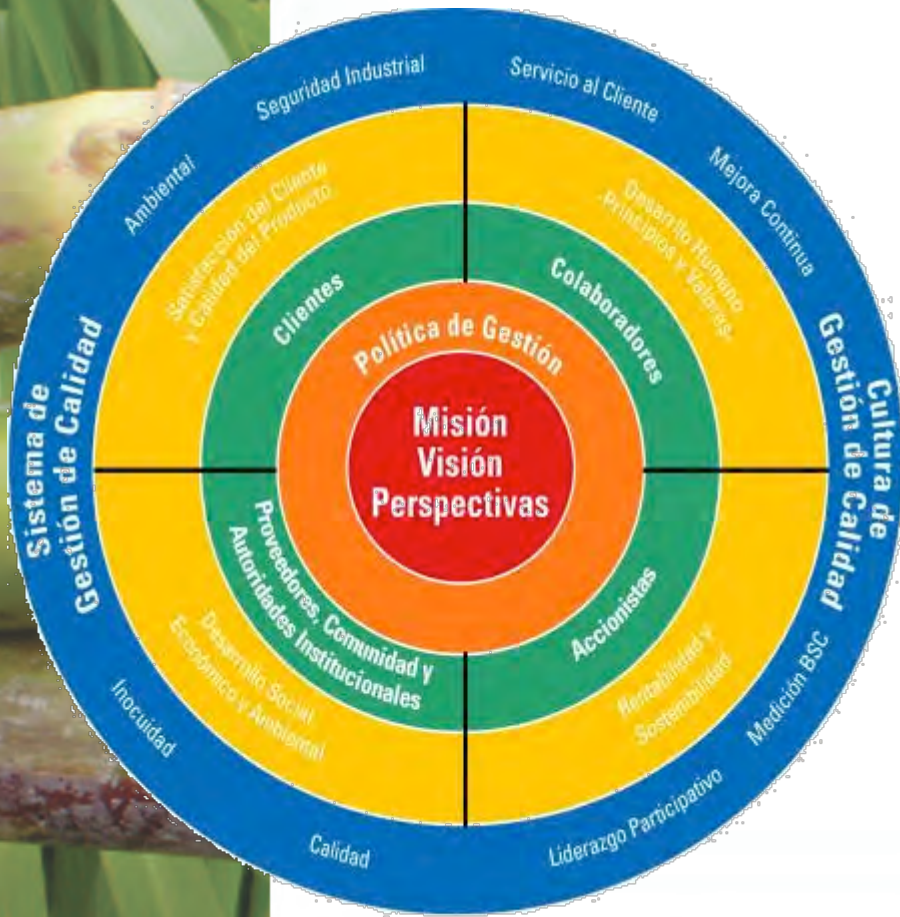 Seguridad Industrial
Servicio al Cliente
Ambiental
Mejora Continua
Satisfacción del Cliente
y Calidad del Producto
Desarrollo Humano
-Principios y Valores-
Clientes
Colaboradores
Política de Gestión
Misión
Visión
Perspectivas
Sistema de
Gestión de Calidad
Cultura de
Gestión de Calidad
Proveedores, Comunidad y
Autoridades Institucionales
Accionistas
Desarrollo Social
Económico y Ambiental
Rentabilidad y
Sostenibilidad
Inocuidad
Medición BSC
Calidad
Liderazgo Participativo